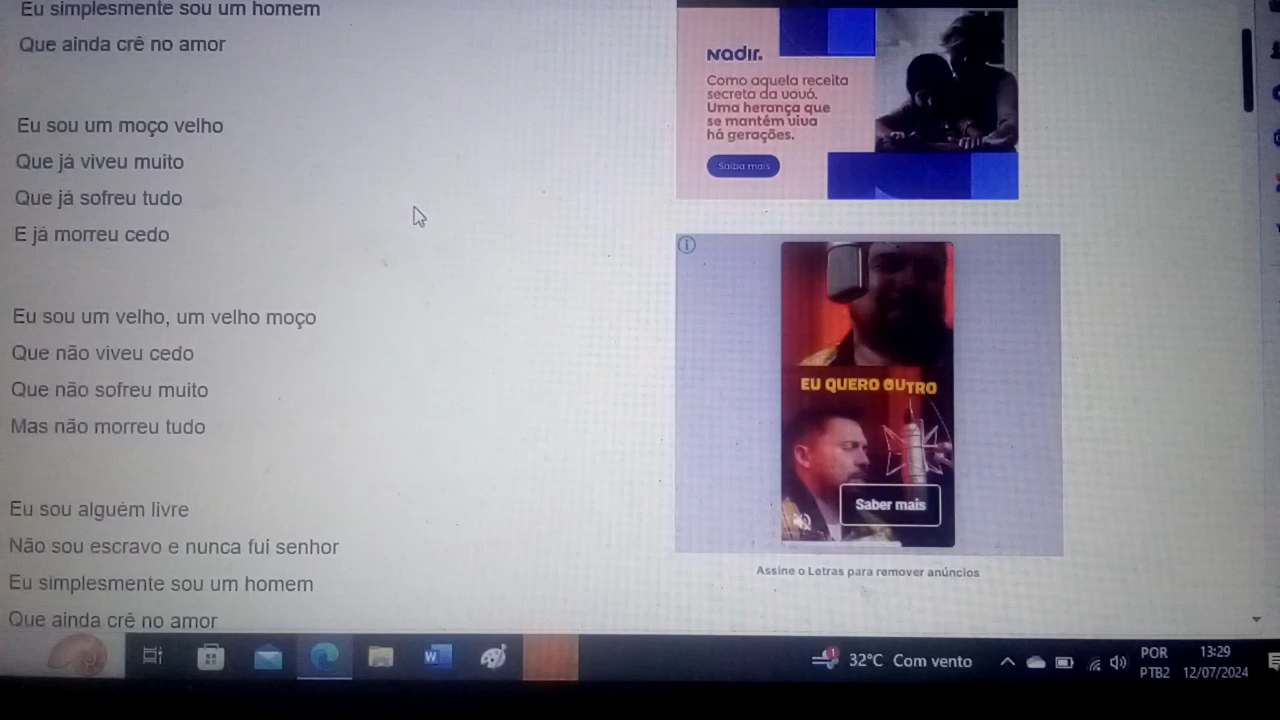 Eu simplesmente sou um homem
Que ainda crê no amor
Eu sou um moço velho
Que já viveu muito
Que já sofreu tudo
E já morreu cedo
Eu sou um velho, um velho moço
Que não viveu cedo
Que não sofreu muito
Mas não morreu tudo
Eu sou alguém livre
Não sou escravo e nunca fui senhor
Eu simplesmente sou um homem
Que ainda crê no amor
Nadir.
Como aquela receita
secreta da vovó.
Uma herança que
se mantém viva
há gerações.
Saiba mais
EU QUERO OUTRO
Saber mais
Assine o Letras para remover anúncios
1
32°C Com vento
POR
PTB2
13:29
12/07/2024